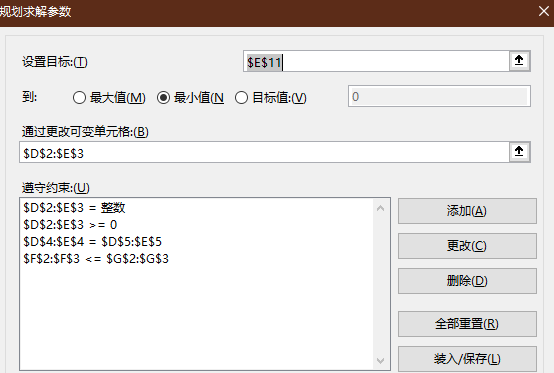 规划求解参数
设置目标:(T)
$E$11
到:
最大值(M)
最小值(N
目标值:(V)
0
通过更改可变单元格:(B)
$D$2:$E$3
遵守约束:(U)
$D$2:$E$3 = 整数
$D$2:$E$3 >= 0
$D$4:$E$4 = $D$5:$E$5
$F$2:$F$3 <= $G$2:$G$3
添加(A)
更改(C)
删除(D)
全部重置(R)
装入/保存(L)